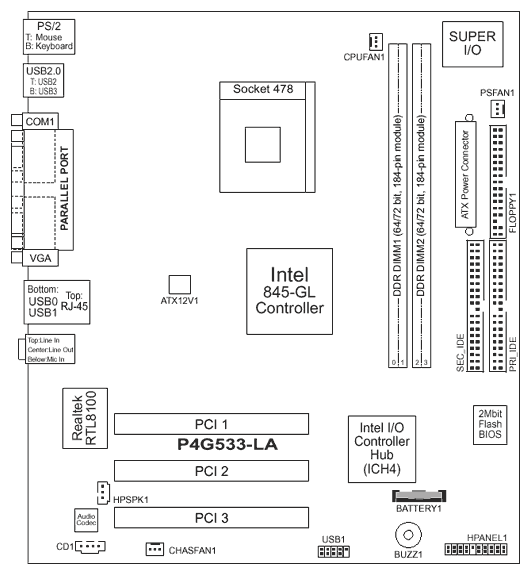 PS/2
T: Mouse
B: Keyboard
USB2.0
T: USB2
B: USB3
COM1
PARALLEL PORT
VGA
Bottom:
USB0
USB1
Top:
RJ-45
Top:Line In
Center:Line Out
Below:Mic In
CPUFAN1
SUPER
I/O
PSFAN1
Socket 478
DDR DIMM1 (64/72 bit, 184-pin module)
DDR DIMM2 (64/72 bit, 184-pin module)
0 1
2 3
ATX Power Connector
FLOPPY1
SEC_IDE
PRI_IDE
ATX12V1
Intel
845-GL
Controller
Realtek
RTL8100
PCI 1
P4G533-LA
PCI 2
PCI 3
HPSPK1
Audio
Codec
CD1
CHASFAN1
Intel I/O
Controller
Hub
(ICH4)
2Mbit
Flash
BIOS
BATTERY1
USB1
BUZZ1
HPANEL1